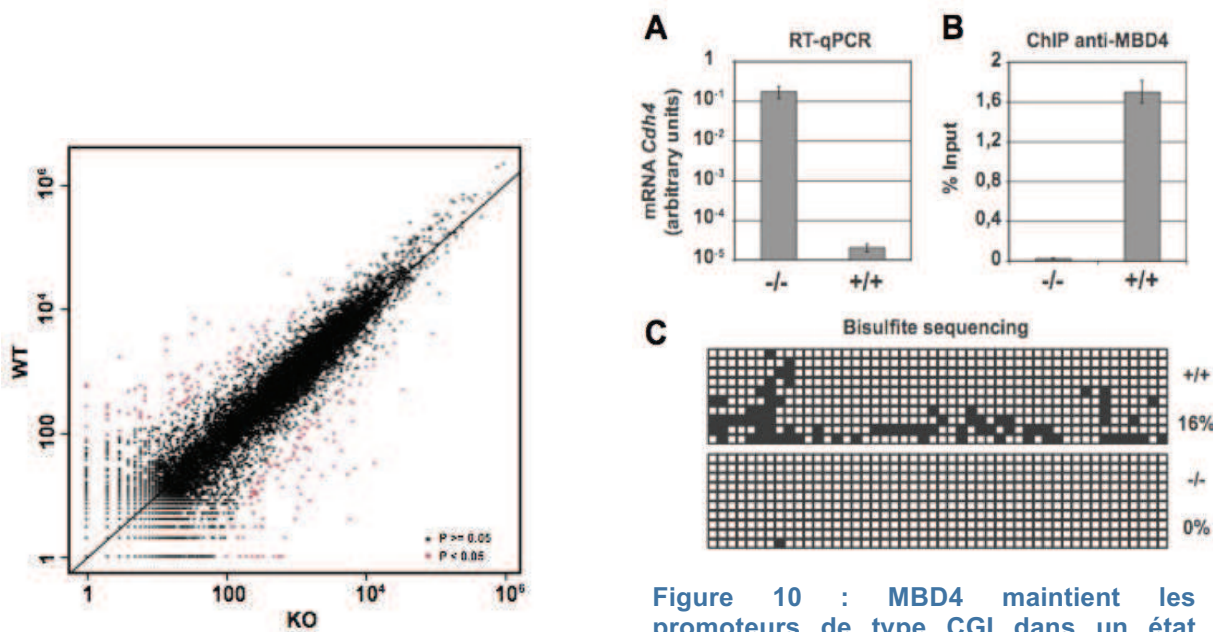 WT
10⁶
10⁴
100
1
P >= 0.05
P < 0.05
1
100
10⁴
10⁶
KO
A
RT-qPCR
mRNA Cdh4
(arbitrary units)
1
10⁻¹
10⁻²
10⁻³
10⁻⁴
10⁻⁵
-/-
+/+
B
ChIP anti-MBD4
% Input
2
1,6
1,2
0,8
0,4
0
-/-
+/+
C
Bisulfite sequencing
+/+
16%
-/-
0%
Figure 10 : MBD4 maintient les
promoteurs de type CGI dans un état